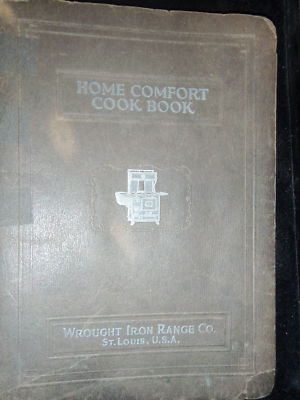 HOME COMFORT
COOK BOOK
WROUGHT IRON RANGE CO.
ST. LOUIS, U.S.A.